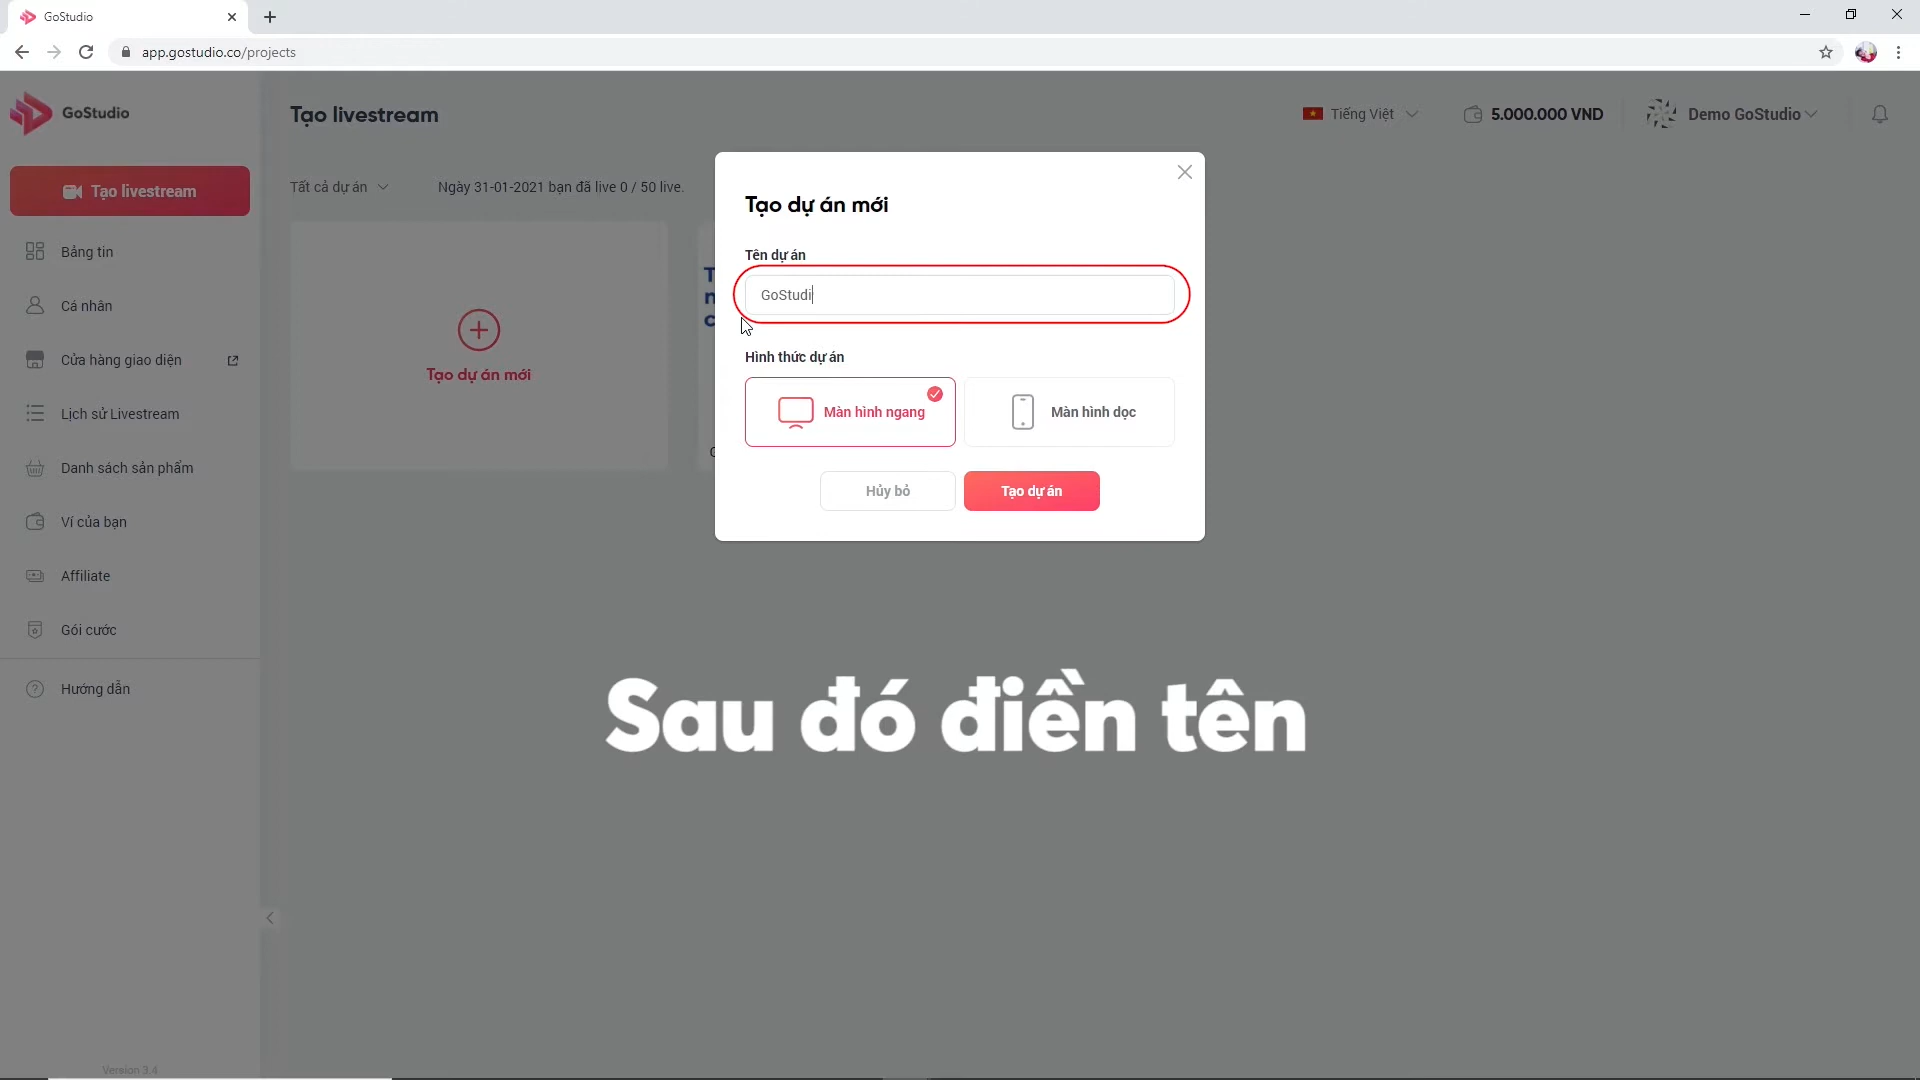 GoStudio
app.gostudio.co/projects
GoStudio
Tạo livestream
Tiếng Việt
5.000.000 VND
Demo GoStudio
Tạo livestream
Tất cả dự án
Ngày 31-01-2021 bạn đã live 0 / 50 live.
Bảng tin
Cá nhân
Cửa hàng giao diện
Lịch sử Livestream
Danh sách sản phẩm
Ví của bạn
Affiliate
Gói cước
Hướng dẫn
Version 3.4
Tạo dự án mới
Tạo dự án mới
Tên dự án
GoStudi
Hình thức dự án
Màn hình ngang
Màn hình dọc
Hủy bỏ
Tạo dự án
Sau đó điền tên